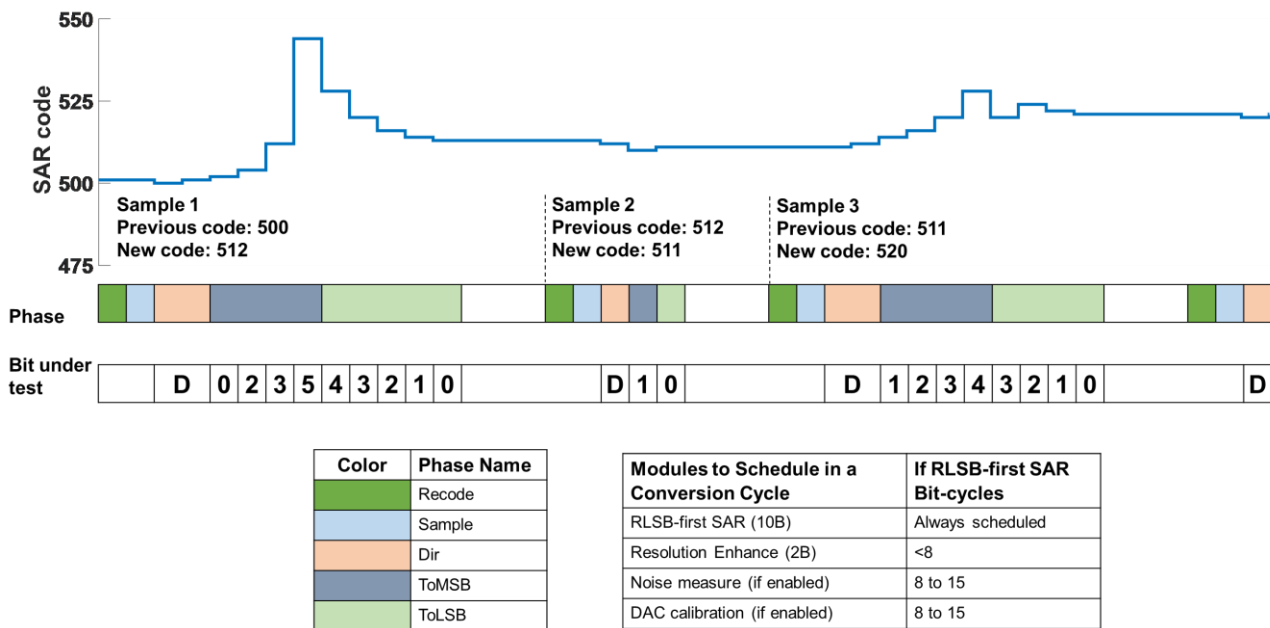 550
525
500
475
SAR code
Sample 1
Previous code: 500
New code: 512
Sample 2
Previous code: 512
New code: 511
Sample 3
Previous code: 511
New code: 520
Phase
Bit under
test
D 0 2 3 5 4 3 2 1 0 D 1 0 D 1 2 3 4 3 2 1 0 D
Color Phase Name
Recode
Sample
Dir
ToMSB
ToLSB
Modules to Schedule in a If RLSB-first SAR
Conversion Cycle Bit-cycles
RLSB-first SAR (10B) Always scheduled
Resolution Enhance (2B) <8
Noise measure (if enabled) 8 to 15
DAC calibration (if enabled) 8 to 15